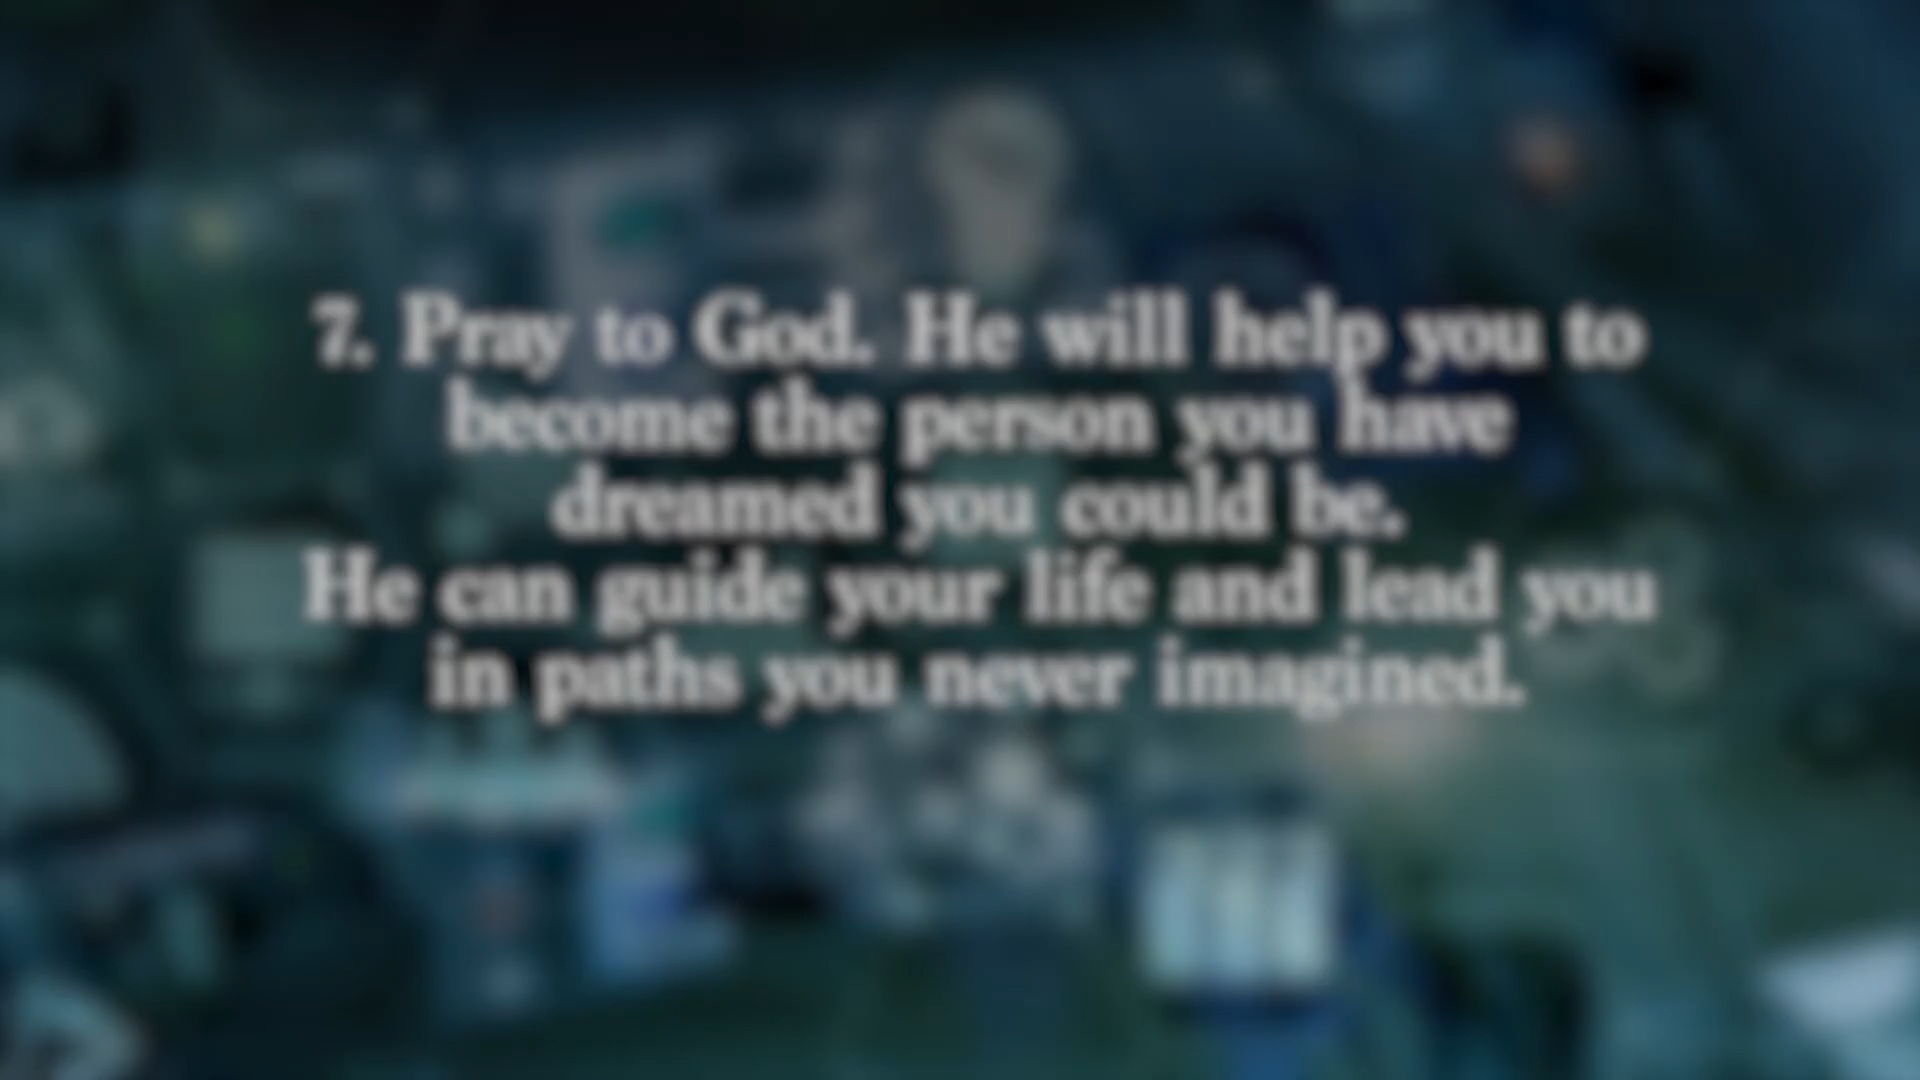 7. Pray to God. He will help you to
become the person you have
dreamed you could be.
He can guide your life and lead you
in paths you never imagined.